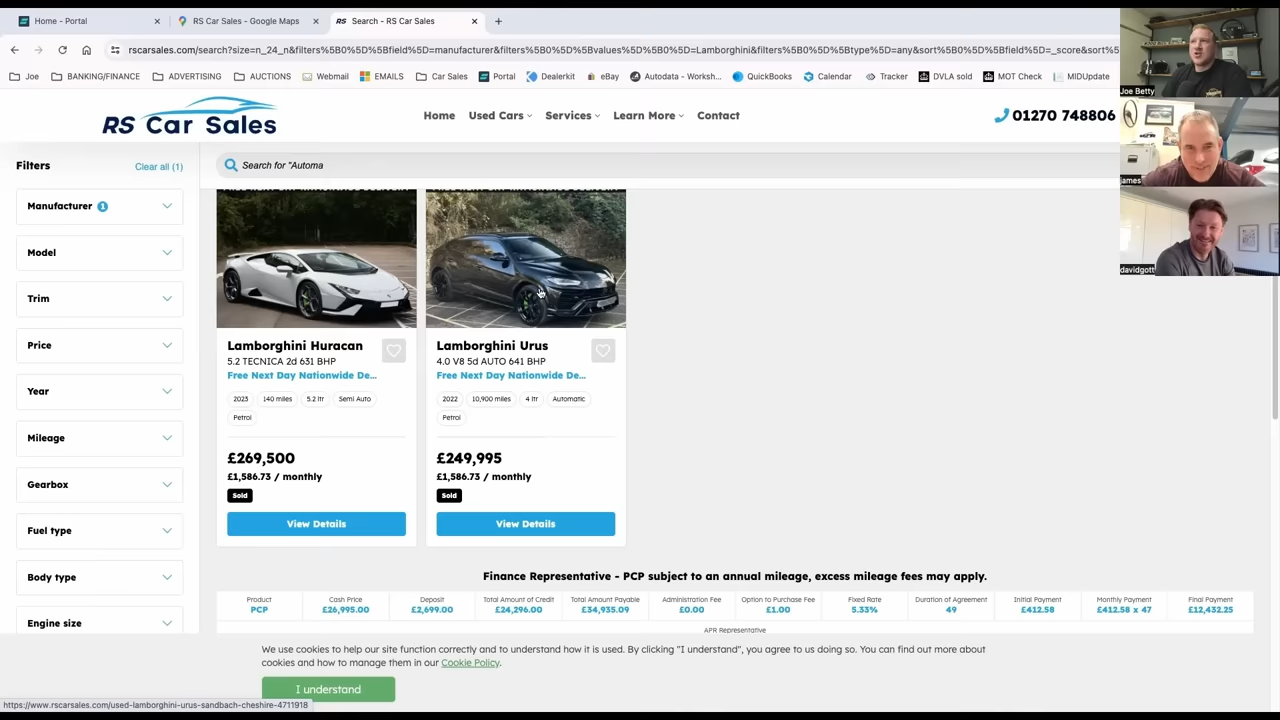 Home - Portal
RS Car Sales - Google Maps
RS Search - RS Car Sales
rscarsales.com/search?size=n_24_n&filters%5B0%5D%5Bfield%5D=manufacturer&filters%5B0%5D%5Bvalues%5D%5B0%5D=Lamborghini&filters%5B0%5D%5Btype%5D=any&sort%5B0%5D%5Bfield%5D=_score&sort%5
Joe
BANKING/FINANCE
ADVERTISING
AUCTIONS
Webmail
EMAILS
Car Sales
Portal
Dealerkit
eBay
Autodata - Worksh...
QuickBooks
Calendar
Tracker
DVLA sold
MOT Check
MIDUpdate
Joe Betty
james
davidgott
RS Car Sales
Home Used Cars Services Learn More Contact
01270 748806
Filters
Clear all (1)
Search for "Automa
Manufacturer 1
Model
Trim
Price
Year
Mileage
Gearbox
Fuel type
Body type
Engine size
Lamborghini Huracan
5.2 TECNICA 2d 631 BHP
Free Next Day Nationwide De...
2023 140 miles 5.2 ltr Semi Auto
Petrol
£269,500
£1,586.73 / monthly
Sold
View Details
Lamborghini Urus
4.0 V8 5d AUTO 641 BHP
Free Next Day Nationwide De...
2022 10,900 miles 4 ltr Automatic
Petrol
£249,995
£1,586.73 / monthly
Sold
View Details
Finance Representative - PCP subject to an annual mileage, excess mileage fees may apply.
Product Cash Price Deposit Total Amount of Credit Total Amount Payable Administration Fee Option to Purchase Fee Fixed Rate Duration of Agreement Initial Payment Monthly Payment Final Payment
PCP £26,995.00 £2,699.00 £24,296.00 £34,935.09 £0.00 £1.00 5.33% 49 £412.58 £412.58 x 47 £12,432.25
APR Representative
We use cookies to help our site function correctly and to understand how it is used. By clicking "I understand", you agree to us doing so. You can find out more about
cookies and how to manage them in our Cookie Policy.
I understand
https://www.rscarsales.com/used-lamborghini-urus-sandbach-cheshire-4711918